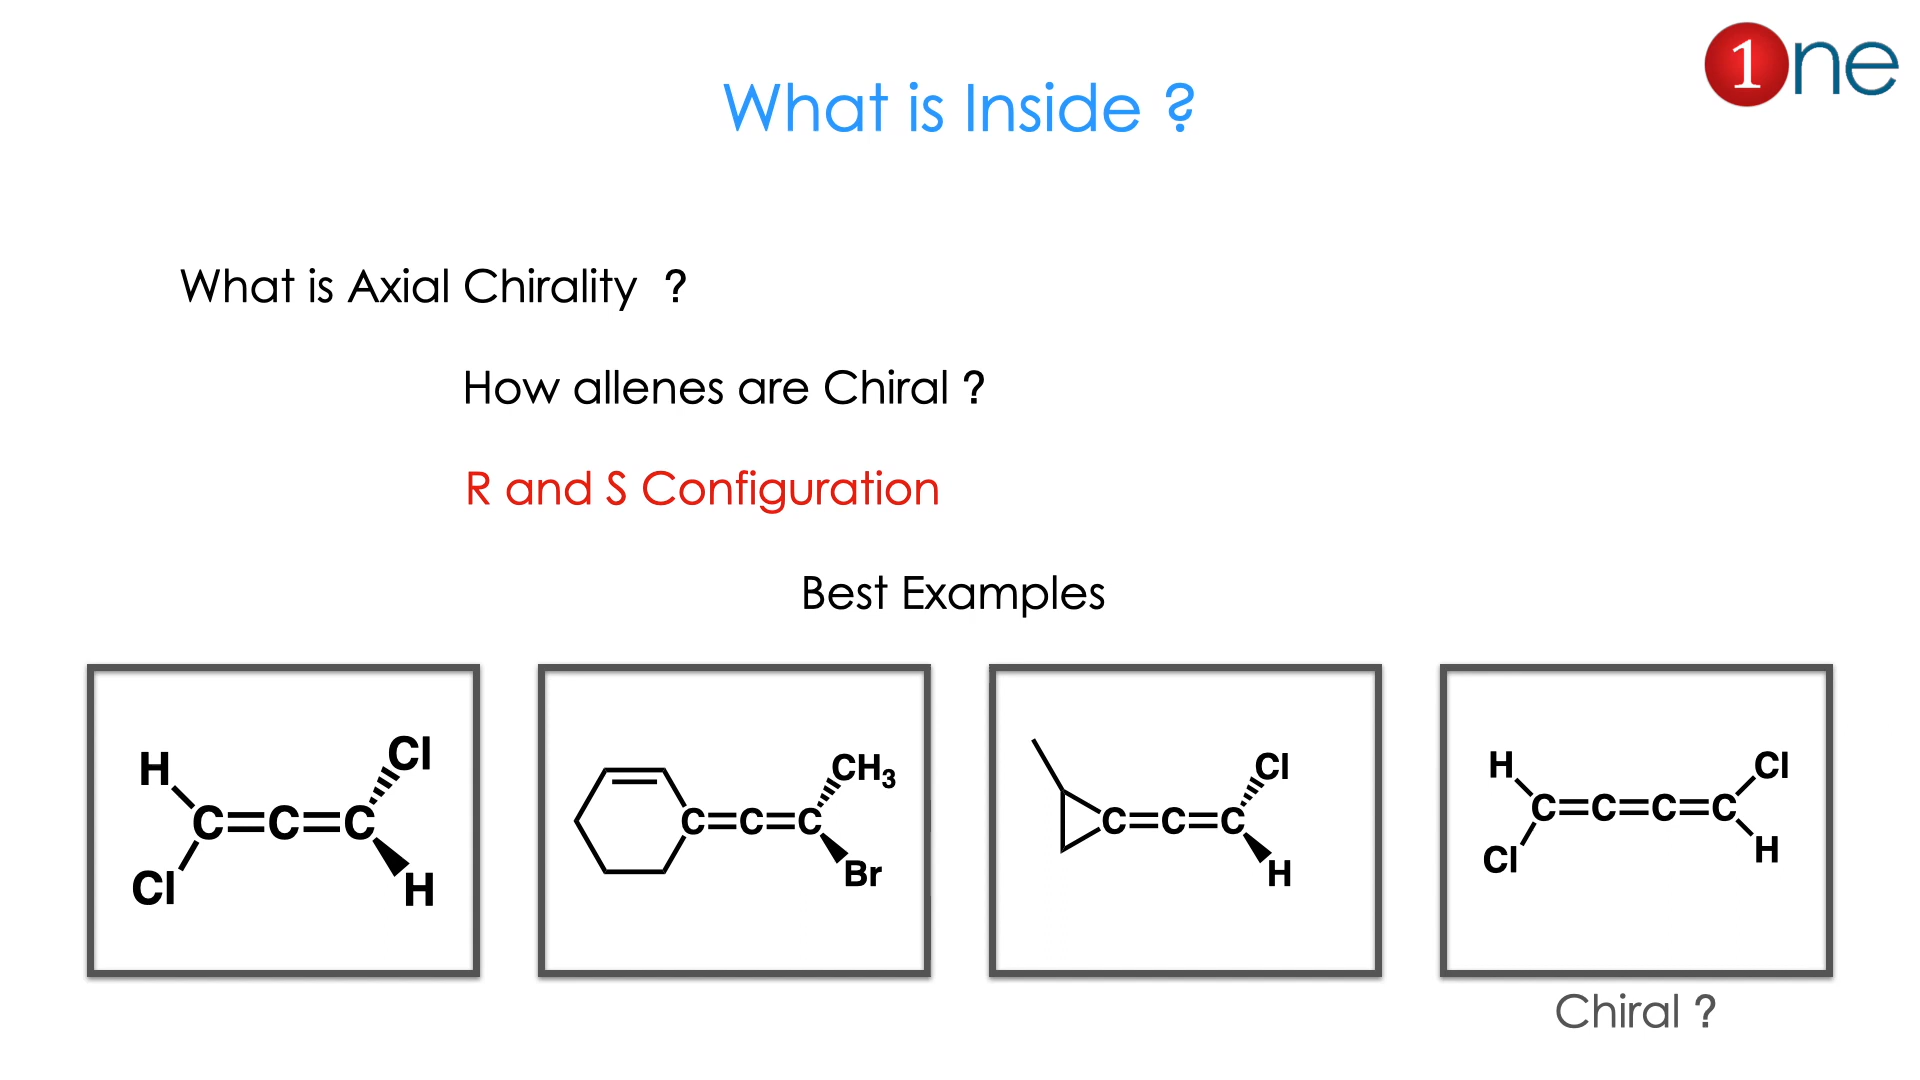 1ne
What is Inside ?
What is Axial Chirality ?
How allenes are Chiral ?
R and S Configuration
Best Examples
H Cl
C=C=C
Cl H
CH3
C=C=C
Br
Cl
C=C=C
H
H Cl
C=C=C=C
Cl H
Chiral ?